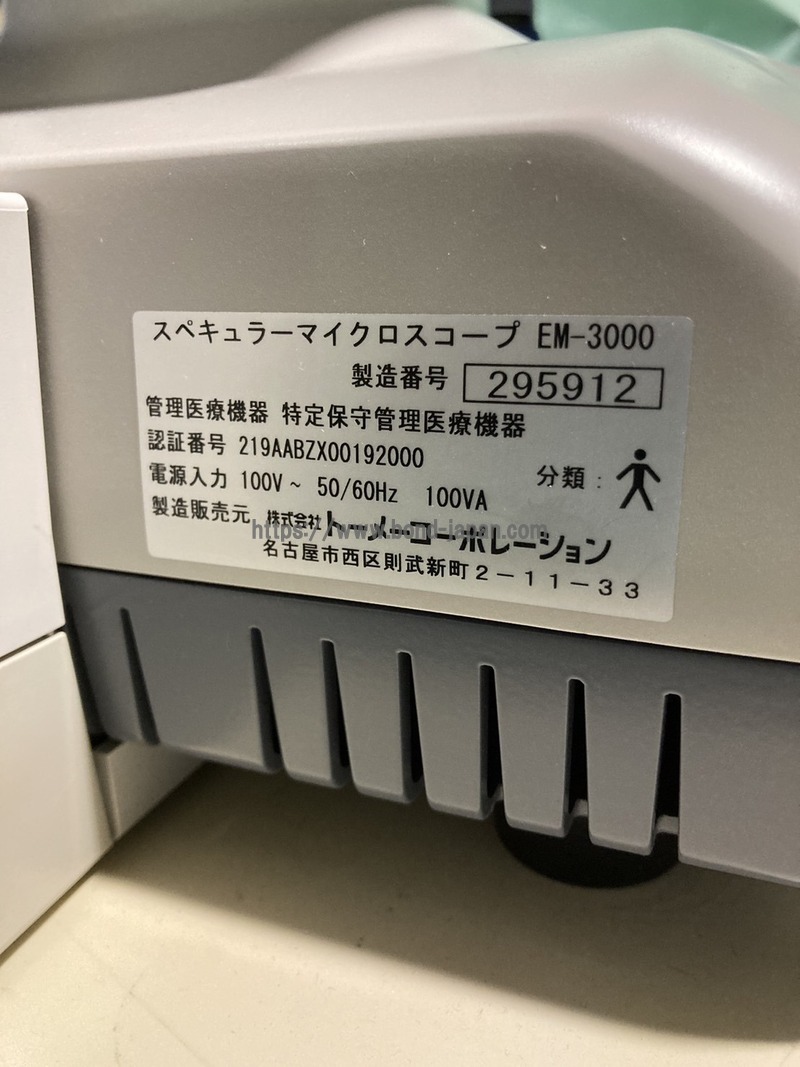 スペキュラーマイクロスコープ EM-3000
製造番号 295912
管理医療機器 特定保守管理医療機器
認証番号 219AABZX00192000
分類:
電源入力 100V ~ 50/60Hz 100VA
製造販売元 株式会社トーメーコーポレーション
https://www.bond-japan.com
名古屋市西区則武新町2-11-33